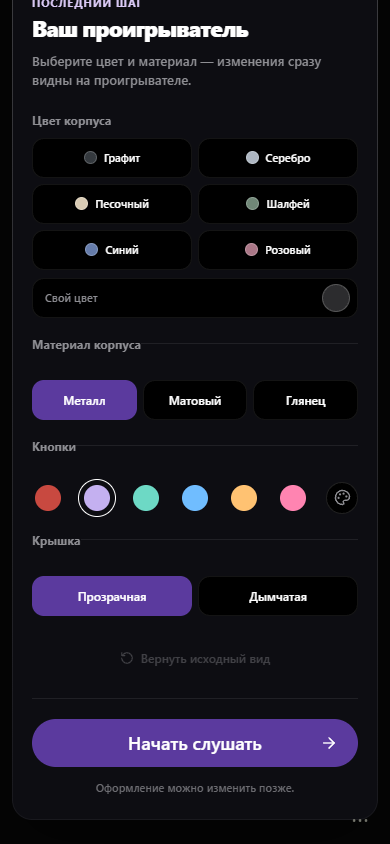 ПОСЛЕДНИЙ ШАГ
Ваш проигрыватель
Выберите цвет и материал — изменения сразу
видны на проигрывателе.
Цвет корпуса
Графит
Серебро
Песочный
Шалфей
Синий
Розовый
Свой цвет
Материал корпуса
Металл
Матовый
Глянец
Кнопки
Крышка
Прозрачная
Дымчатая
Вернуть исходный вид
Начать слушать
Оформление можно изменить позже.